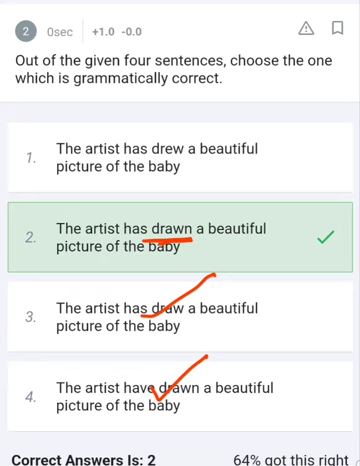 2 0sec +1.0 -0.0
Out of the given four sentences, choose the one
which is grammatically correct.
1. The artist has drew a beautiful
picture of the baby
2. The artist has drawn a beautiful
picture of the baby
3. The artist has draw a beautiful
picture of the baby
4. The artist have drawn a beautiful
picture of the baby
Correct Answers Is: 2 64% got this right